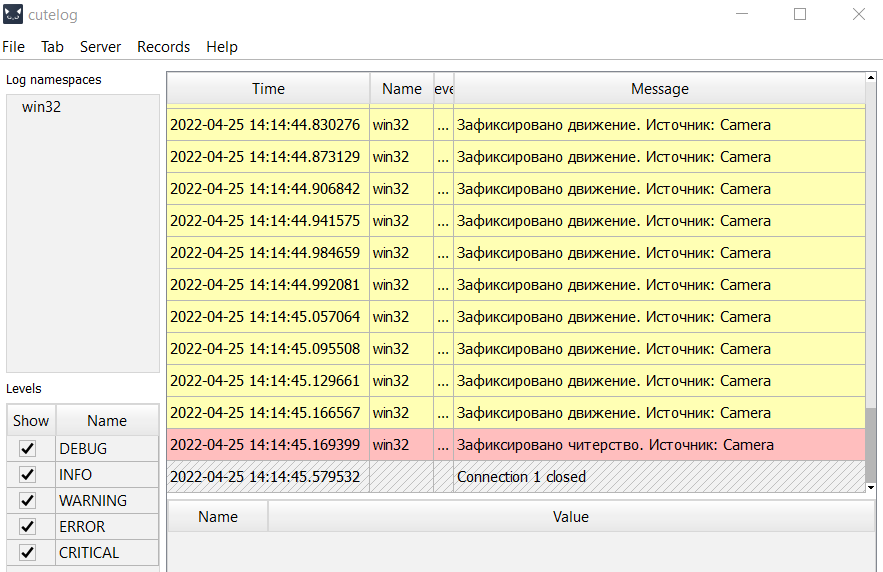 cutelog
File Tab Server Records Help
Log namespaces
win32
Time Name eve Message
2022-04-25 14:14:44.830276 win32 ... Зафиксировано движение. Источник: Camera
2022-04-25 14:14:44.873129 win32 ... Зафиксировано движение. Источник: Camera
2022-04-25 14:14:44.906842 win32 ... Зафиксировано движение. Источник: Camera
2022-04-25 14:14:44.941575 win32 ... Зафиксировано движение. Источник: Camera
2022-04-25 14:14:44.984659 win32 ... Зафиксировано движение. Источник: Camera
2022-04-25 14:14:44.992081 win32 ... Зафиксировано движение. Источник: Camera
2022-04-25 14:14:45.057064 win32 ... Зафиксировано движение. Источник: Camera
2022-04-25 14:14:45.095508 win32 ... Зафиксировано движение. Источник: Camera
2022-04-25 14:14:45.129661 win32 ... Зафиксировано движение. Источник: Camera
2022-04-25 14:14:45.166567 win32 ... Зафиксировано движение. Источник: Camera
2022-04-25 14:14:45.169399 win32 ... Зафиксировано читерство. Источник: Camera
2022-04-25 14:14:45.579532 Connection 1 closed
Levels
Show Name
DEBUG
INFO
WARNING
ERROR
CRITICAL
Name Value